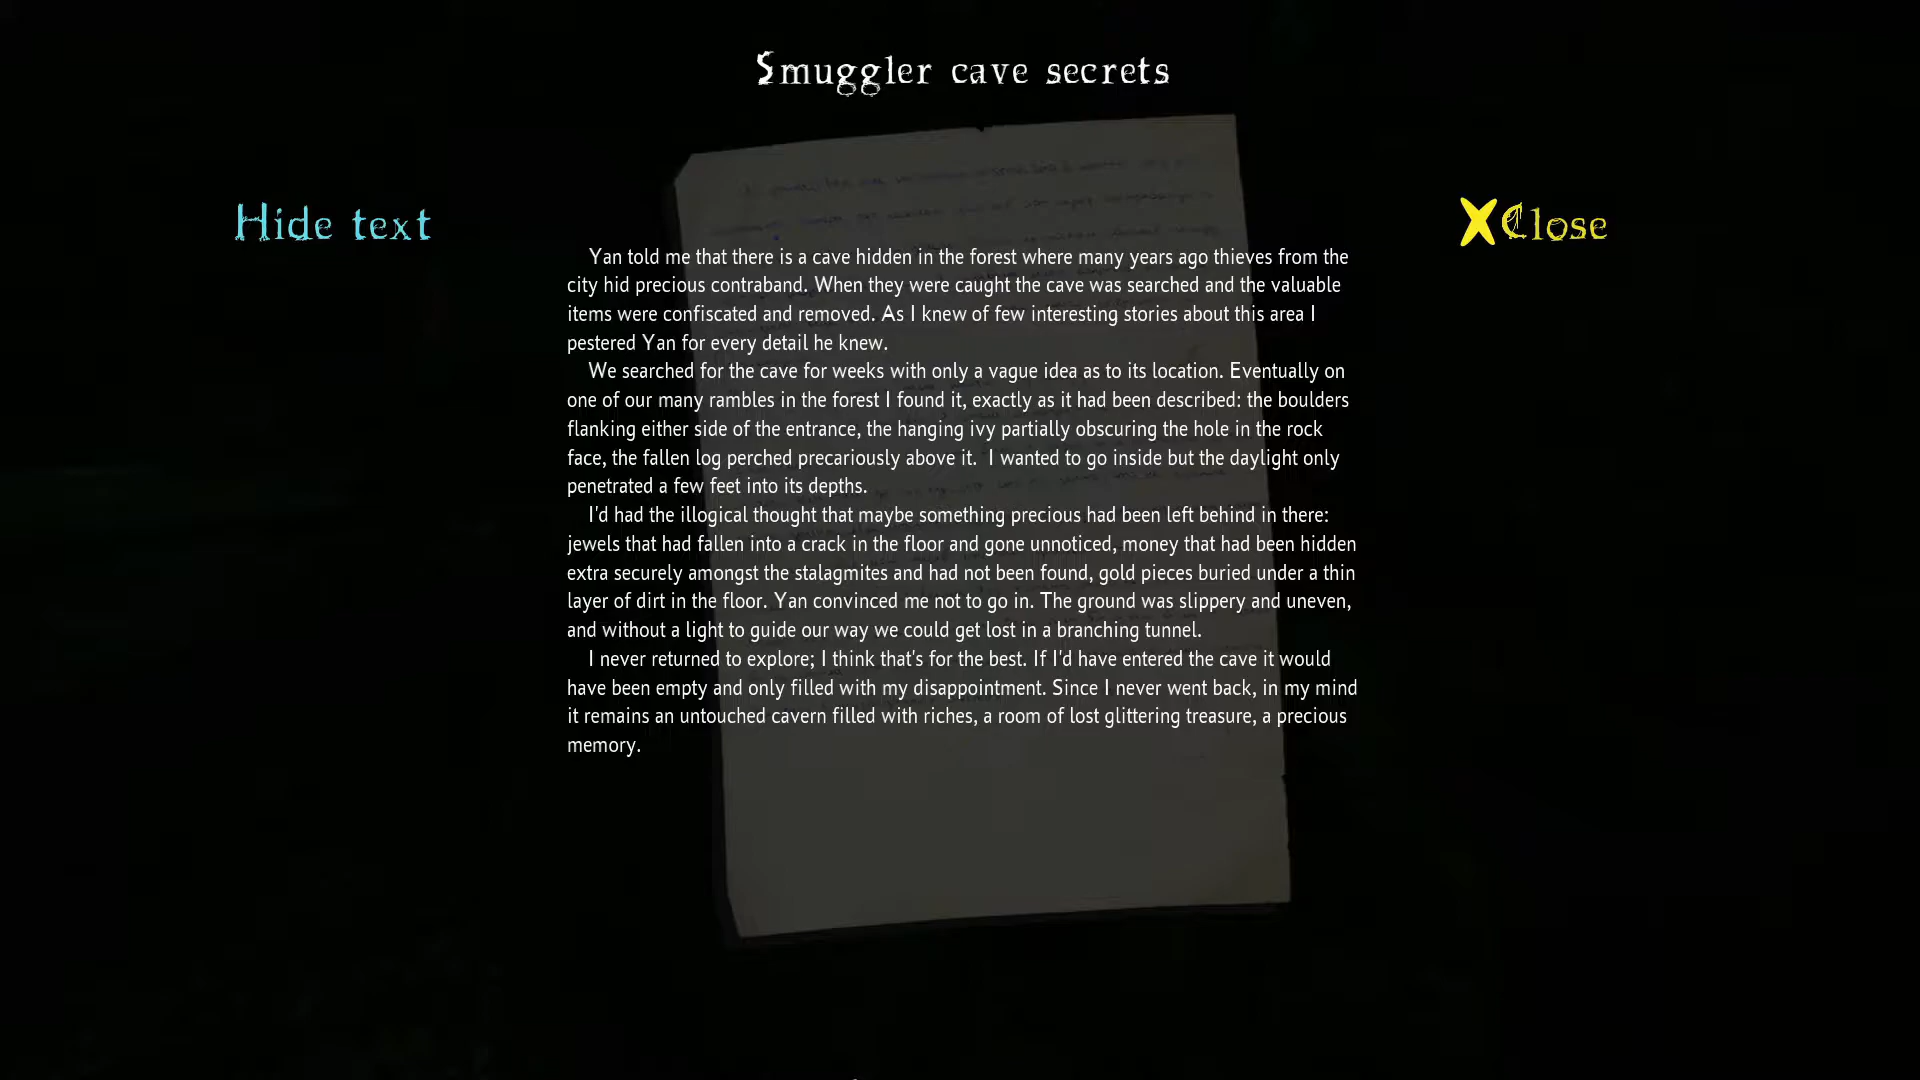 Smuggler cave secrets
Hide text
Close
Yan told me that there is a cave hidden in the forest where many years ago thieves from the
city hid precious contraband. When they were caught the cave was searched and the valuable
items were confiscated and removed. As I knew of few interesting stories about this area I
pestered Yan for every detail he knew.
We searched for the cave for weeks with only a vague idea as to its location. Eventually on
one of our many rambles in the forest I found it, exactly as it had been described: the boulders
flanking either side of the entrance, the hanging ivy partially obscuring the hole in the rock
face, the fallen log perched precariously above it.  I wanted to go inside but the daylight only
penetrated a few feet into its depths.
I'd had the illogical thought that maybe something precious had been left behind in there:
jewels that had fallen into a crack in the floor and gone unnoticed, money that had been hidden
extra securely amongst the stalagmites and had not been found, gold pieces buried under a thin
layer of dirt in the floor. Yan convinced me not to go in. The ground was slippery and uneven,
and without a light to guide our way we could get lost in a branching tunnel.
I never returned to explore; I think that's for the best. If I'd have entered the cave it would
have been empty and only filled with my disappointment. Since I never went back, in my mind
it remains an untouched cavern filled with riches, a room of lost glittering treasure, a precious
memory.